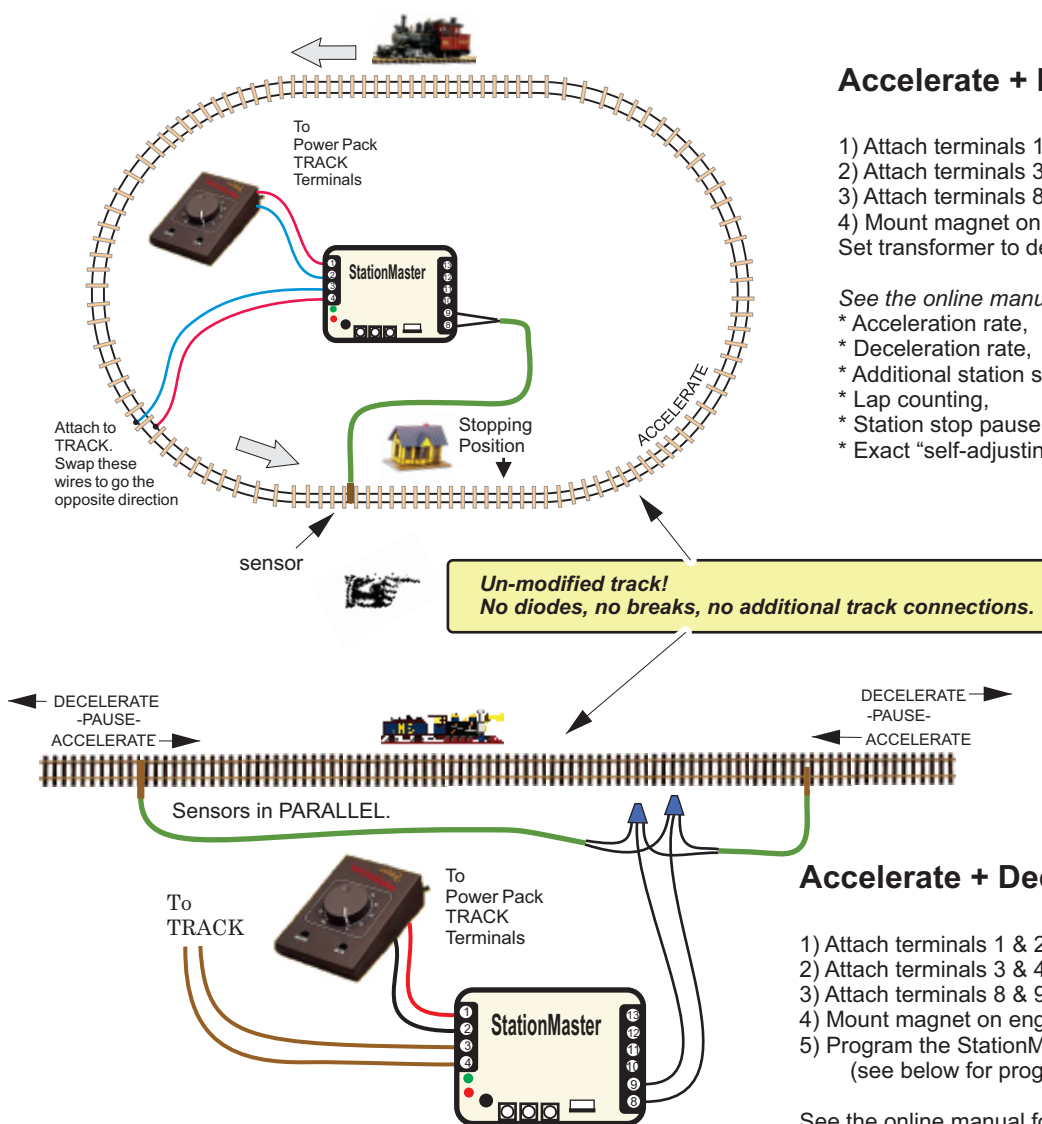 To
Power Pack
TRACK
Terminals
StationMaster
1
2
3
4
13
12
11
10
9
8
Attach to
TRACK.
Swap these
wires to go the
opposite direction
Stopping
Position
ACCELERATE
sensor
Accelerate +
1) Attach terminals 1
2) Attach terminals 3
3) Attach terminals 8
4) Mount magnet on
Set transformer to de
See the online manu
* Acceleration rate,
* Deceleration rate,
* Additional station s
* Lap counting,
* Station stop pause
* Exact “self-adjustin
Un-modified track!
No diodes, no breaks, no additional track connections.
DECELERATE
-PAUSE-
ACCELERATE
DECELERATE
-PAUSE-
ACCELERATE
Sensors in PARALLEL.
To
TRACK
To
Power Pack
TRACK
Terminals
StationMaster
1
2
3
4
13
12
11
10
9
8
Accelerate + Dec
1) Attach terminals 1 & 2
2) Attach terminals 3 & 4
3) Attach terminals 8 & 9
4) Mount magnet on eng
5) Program the StationM
(see below for prog
See the online manual fo